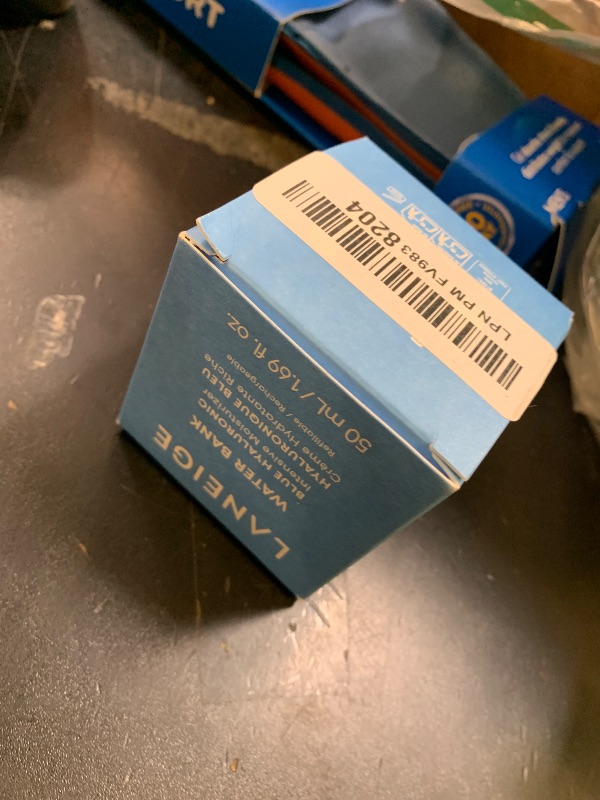 LANEIGE
WATER BANK
BLUE HYALURONIC
Intensive Moisturizer
HYALURONIQUE BLEU
Crème Hydratante Riche
Refillable / Rechargeable
50 mL / 1.69 fl. oz.
LPN PM FV983 8204